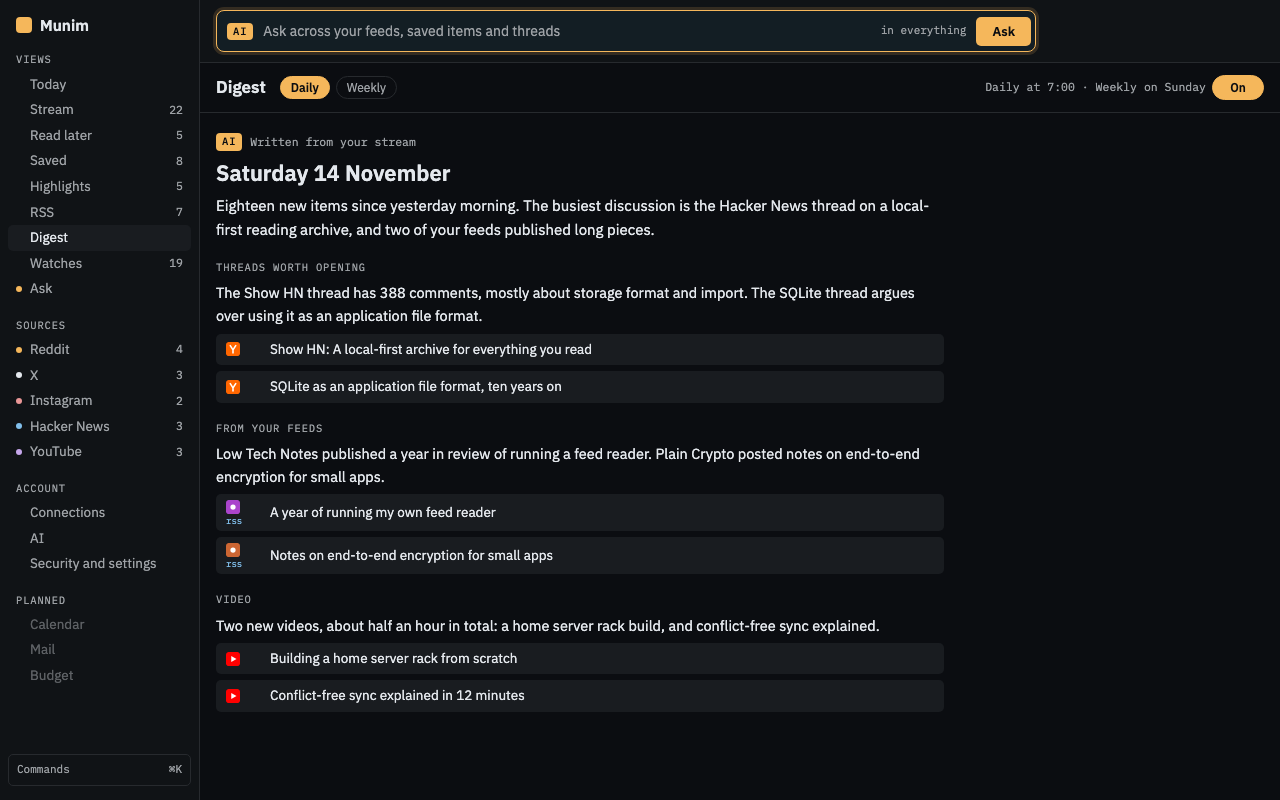 Munim
VIEWS
Today
Stream 22
Read later 5
Saved 8
Highlights 5
RSS 7
Digest
Watches 19
Ask
SOURCES
Reddit 4
X 3
Instagram 2
Hacker News 3
YouTube 3
ACCOUNT
Connections
AI
Security and settings
PLANNED
Calendar
Mail
Budget
Commands ⌘K
AI Ask across your feeds, saved items and threads in everything Ask
Digest Daily Weekly Daily at 7:00 · Weekly on Sunday On
AI Written from your stream
Saturday 14 November
Eighteen new items since yesterday morning. The busiest discussion is the Hacker News thread on a local-
first reading archive, and two of your feeds published long pieces.
THREADS WORTH OPENING
The Show HN thread has 388 comments, mostly about storage format and import. The SQLite thread argues
over using it as an application file format.
Y Show HN: A local-first archive for everything you read
Y SQLite as an application file format, ten years on
FROM YOUR FEEDS
Low Tech Notes published a year in review of running a feed reader. Plain Crypto posted notes on end-to-end
encryption for small apps.
A year of running my own feed reader
rss
Notes on end-to-end encryption for small apps
rss
VIDEO
Two new videos, about half an hour in total: a home server rack build, and conflict-free sync explained.
Building a home server rack from scratch
Conflict-free sync explained in 12 minutes